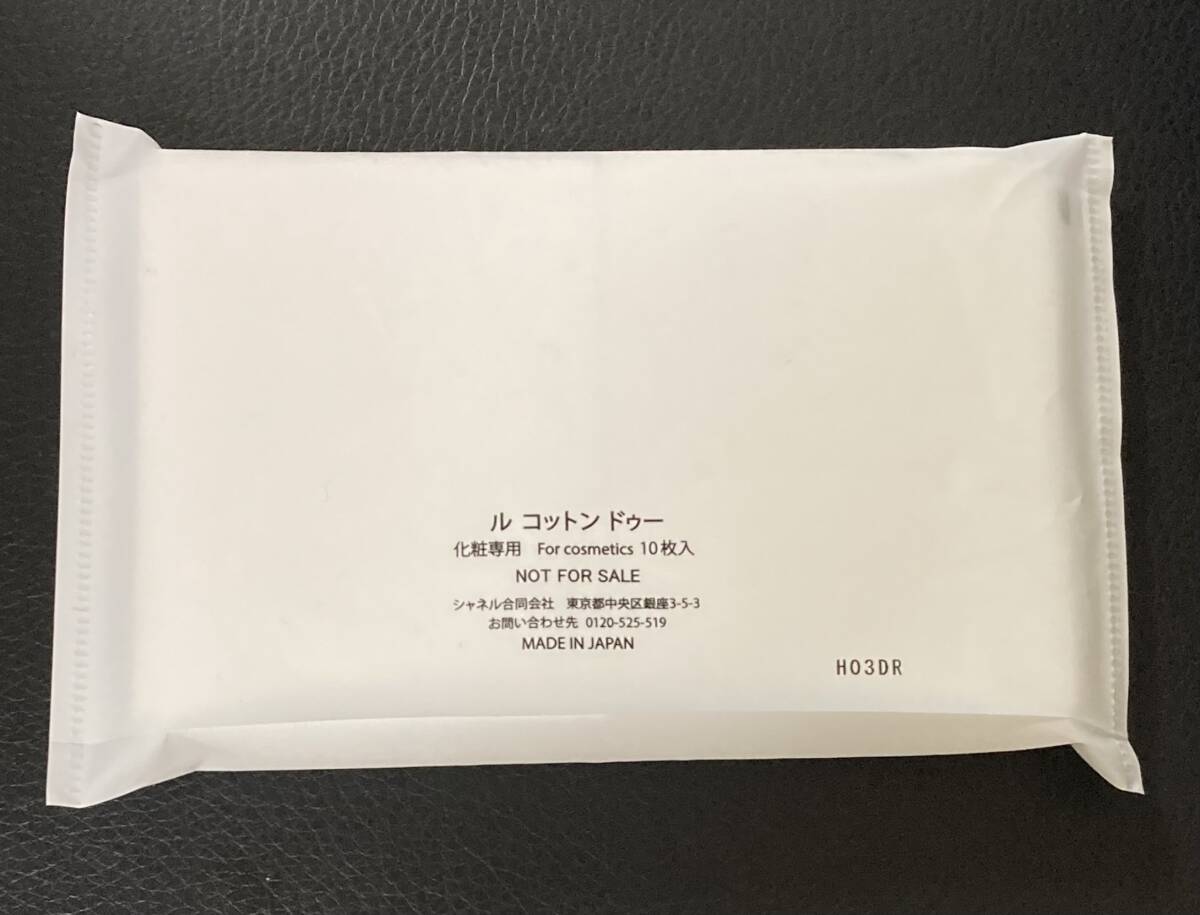 ル コットン ドゥー
化粧専用 For cosmetics 10枚入
NOT FOR SALE
シャネル合同会社 東京都中央区銀座3-5-3
お問い合わせ先 0120-525-519
MADE IN JAPAN
H03DR